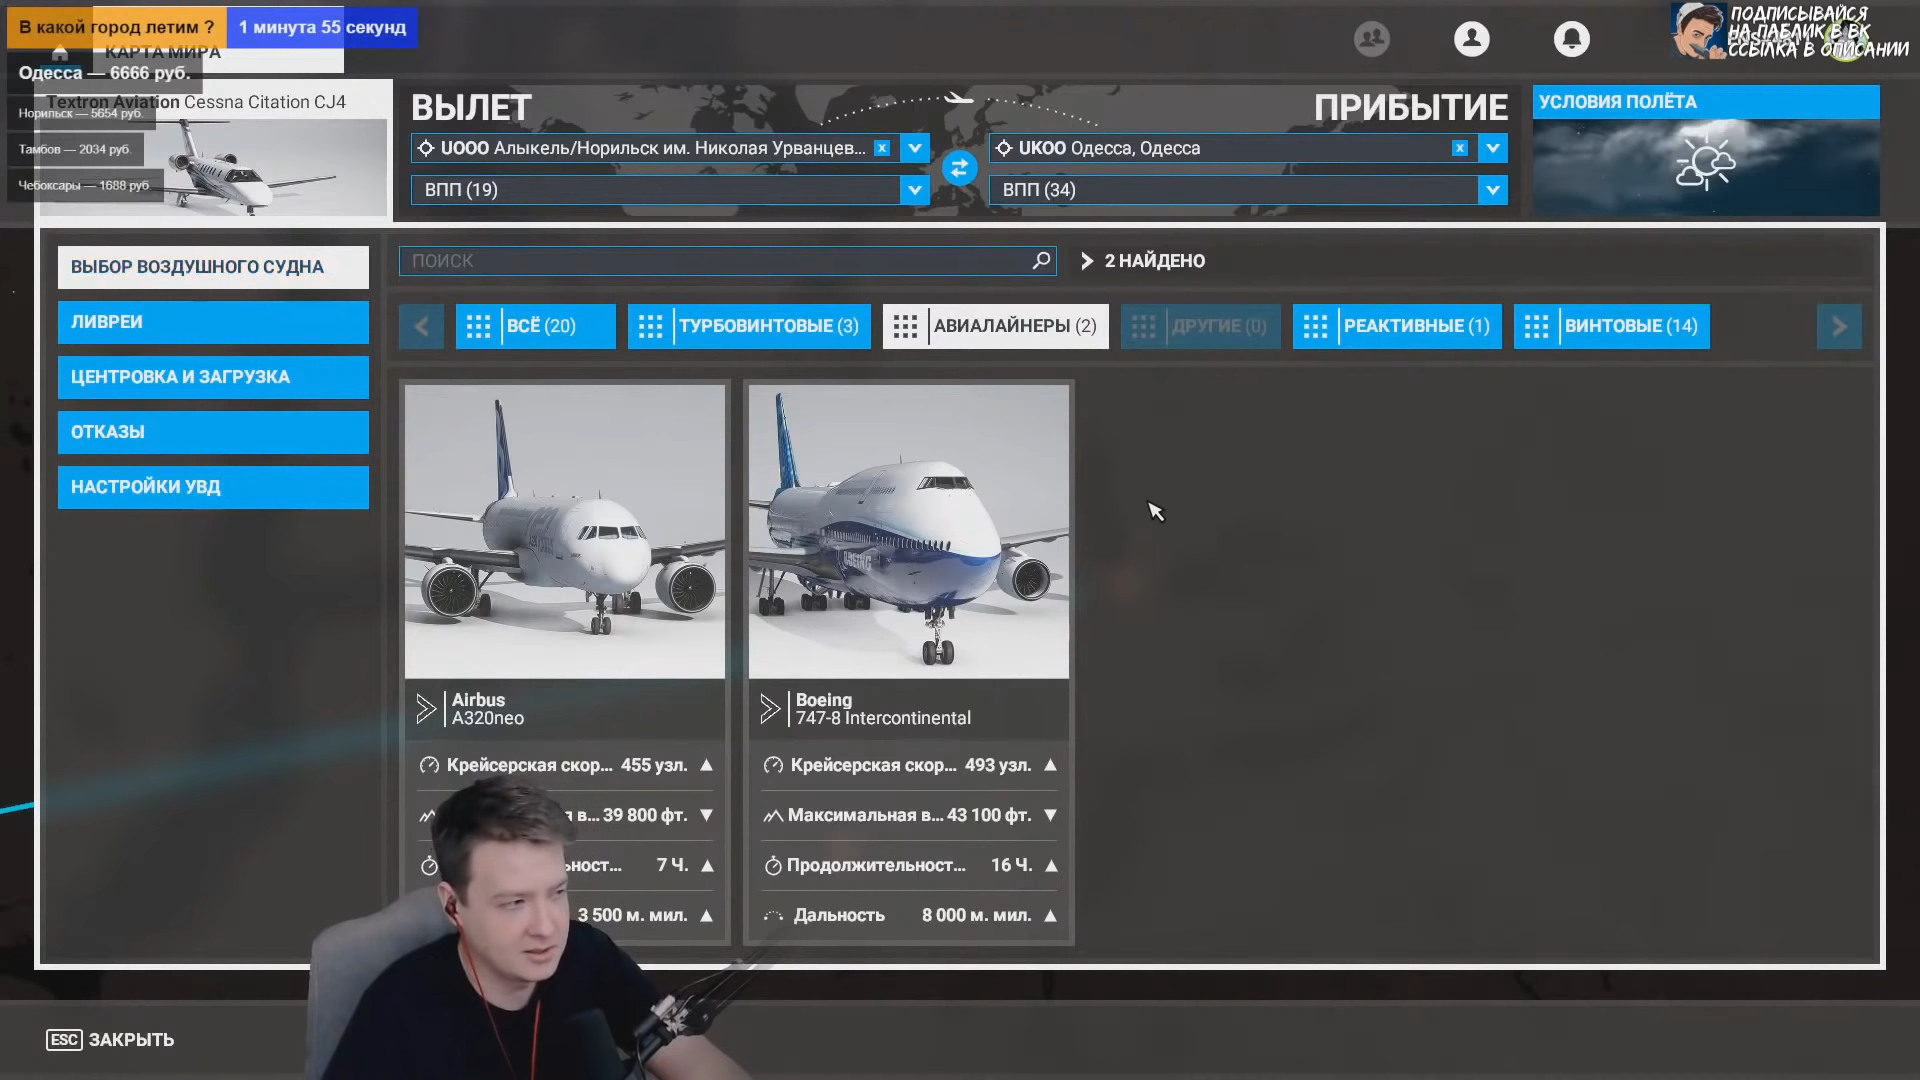 В какой город летим ?
1 минута 55 секунд
КАРТА МИРА
Одесса — 6666 руб.
Норильск — 5654 руб.
Тамбов — 2034 руб.
Чебоксары — 1688 руб.
Textron Aviation Cessna Citation CJ4
ВЫЛЕТ
UOOO Алыкель/Норильск им. Николая Урванцев...
ВПП (19)
ПРИБЫТИЕ
UKOO Одесса, Одесса
ВПП (34)
УСЛОВИЯ ПОЛЁТА
ПОДПИСЫВАЙСЯ
НА ПАБЛИК В ВК
ССЫЛКА В ОПИСАНИИ
ВЫБОР ВОЗДУШНОГО СУДНА
ЛИВРЕИ
ЦЕНТРОВКА И ЗАГРУЗКА
ОТКАЗЫ
НАСТРОЙКИ УВД
ПОИСК
2 НАЙДЕНО
ВСЁ (20)
ТУРБОВИНТОВЫЕ (3)
АВИАЛАЙНЕРЫ (2)
ДРУГИЕ (0)
РЕАКТИВНЫЕ (1)
ВИНТОВЫЕ (14)
BOEING
Airbus
A320neo
Крейсерская скор... 455 узл.
в... 39 800 фт.
ьност... 7 Ч.
3 500 м. мил.
Boeing
747-8 Intercontinental
Крейсерская скор... 493 узл.
Максимальная в... 43 100 фт.
Продолжительност... 16 Ч.
Дальность 8 000 м. мил.
ESC ЗАКРЫТЬ